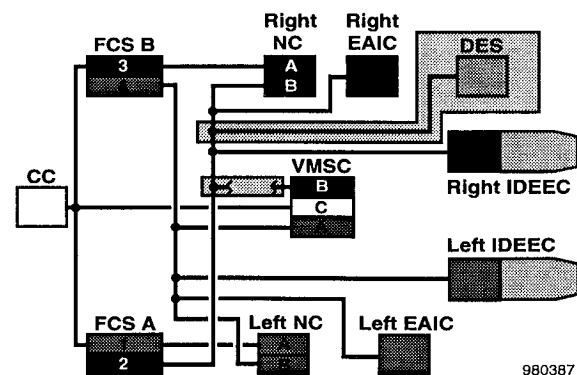 Right NC
Right EAIC
FCS B
DES
3
4
A
B
Right IDEEC
VMSC
B
C
A
CC
Left IDEEC
FCS A
1
2
Left NC
A
B
Left EAIC
980387